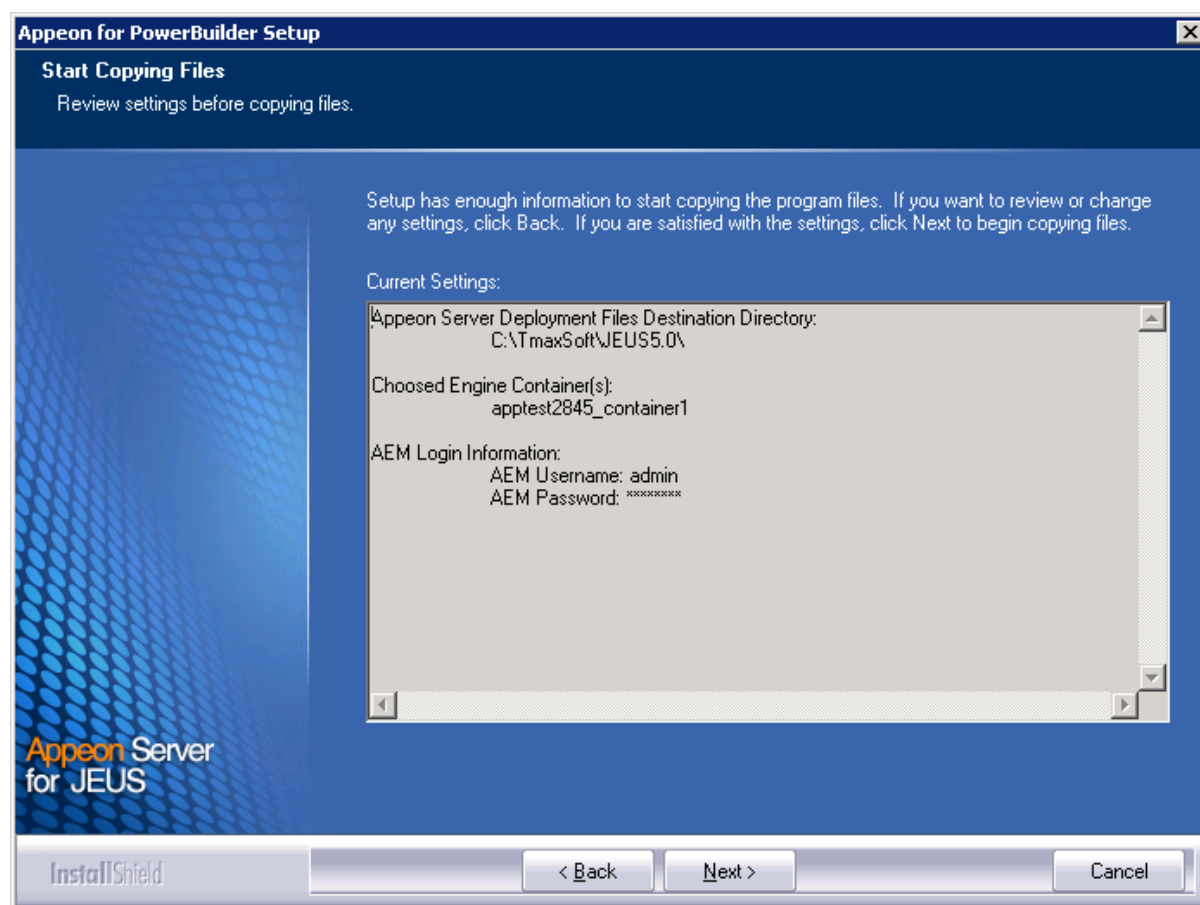 Appeon for PowerBuilder Setup
Start Copying Files
Review settings before copying files.
Setup has enough information to start copying the program files. If you want to review or change
any settings, click Back. If you are satisfied with the settings, click Next to begin copying files.
Current Settings:
Appeon Server Deployment Files Destination Directory:
C:\TmaxSoft\JEUS5.0\
Choosed Engine Container(s):
apptest2845_container1
AEM Login Information:
AEM Username: admin
AEM Password: ********
Appeon Server
for JEUS
InstallShield
< Back
Next >
Cancel